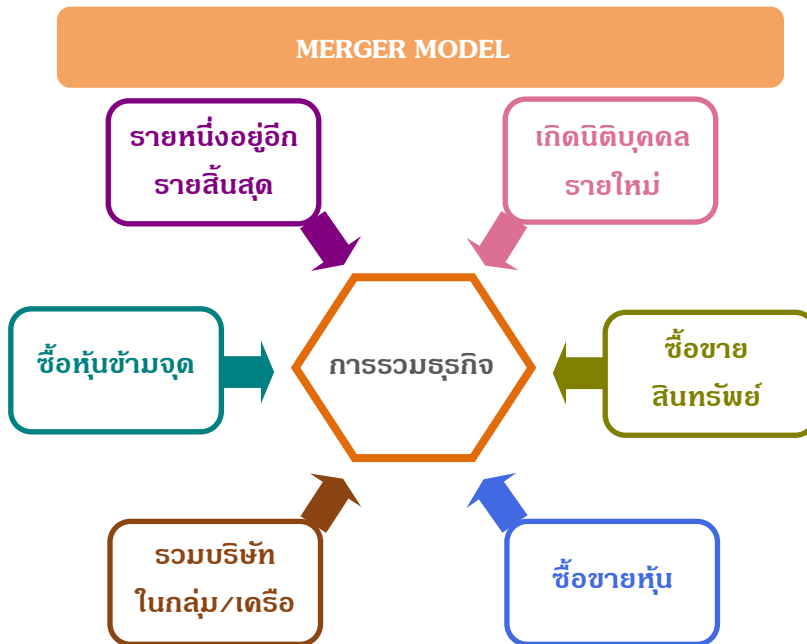 MERGER MODEL
รายหนึ่งอยู่อีก
รายสิ้นสุด
เกิดนิติบุคคล
รายใหม่
ซื้อหุ้นข้ามจุด
การรวมธุรกิจ
ซื้อขาย
สินทรัพย์
รวมบริษัท
ในกลุ่ม/เครือ
ซื้อขายหุ้น